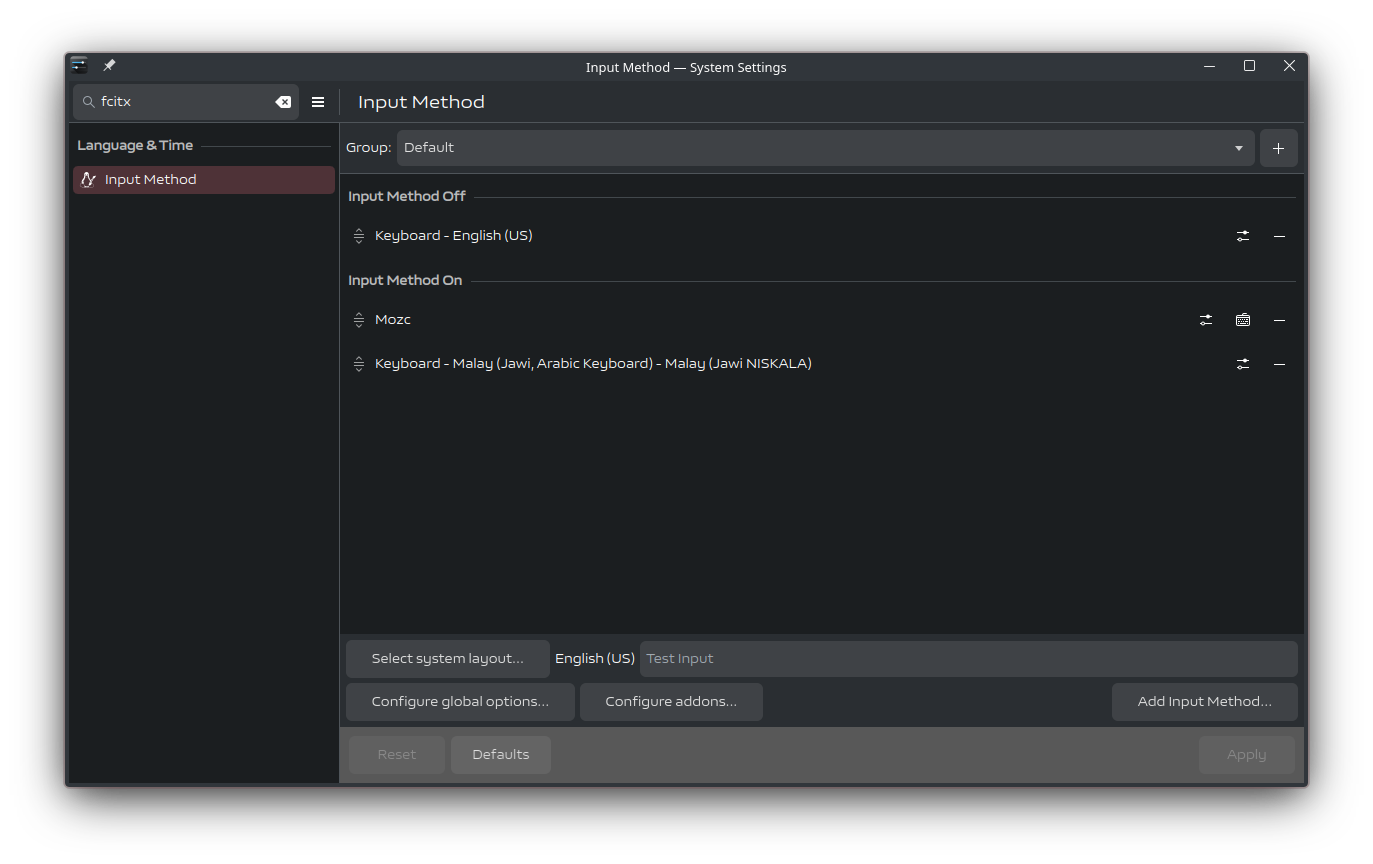 Input Method — System Settings
fcitx
Input Method
Language & Time
Input Method
Group: Default
Input Method Off
Keyboard - English (US)
Input Method On
Mozc
Keyboard - Malay (Jawi, Arabic Keyboard) - Malay (Jawi NISKALA)
Select system layout... English (US) Test Input
Configure global options... Configure addons... Add Input Method...
Reset Defaults Apply